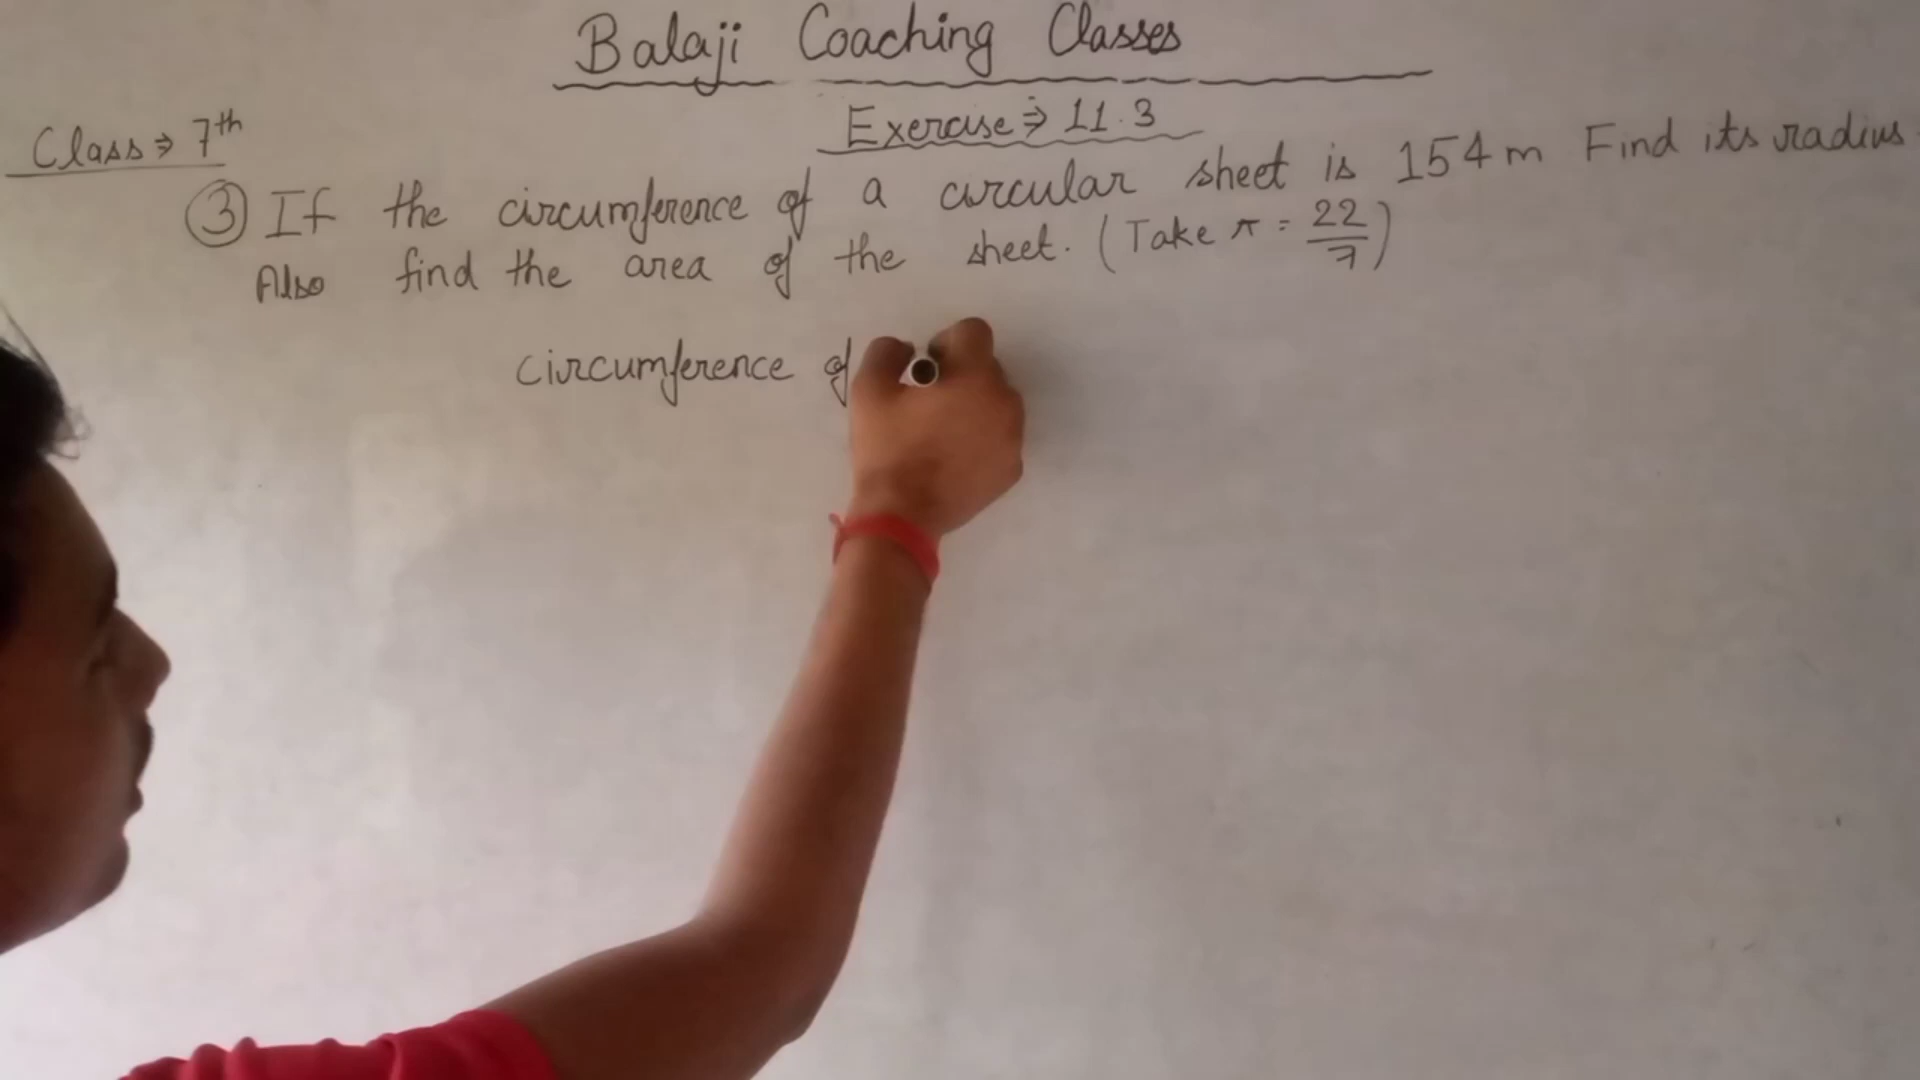 Balaji Coaching Classes
Exercise ⇒ 11.3
Class ⇒ 7th
③ If the circumference of a circular sheet is 154 m Find its radius.
Also find the area of the sheet. (Take π = 22/7)
circumference of